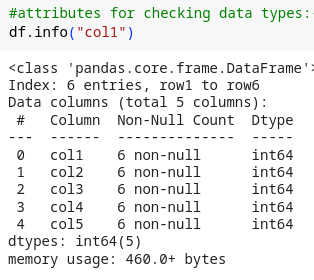 #attributes for checking data types:
df.info("col1")
<class 'pandas.core.frame.DataFrame'>
Index: 6 entries, row1 to row6
Data columns (total 5 columns):
 #   Column  Non-Null Count  Dtype
---  ------  --------------  -----
 0   col1    6 non-null      int64
 1   col2    6 non-null      int64
 2   col3    6 non-null      int64
 3   col4    6 non-null      int64
 4   col5    6 non-null      int64
dtypes: int64(5)
memory usage: 460.0+ bytes